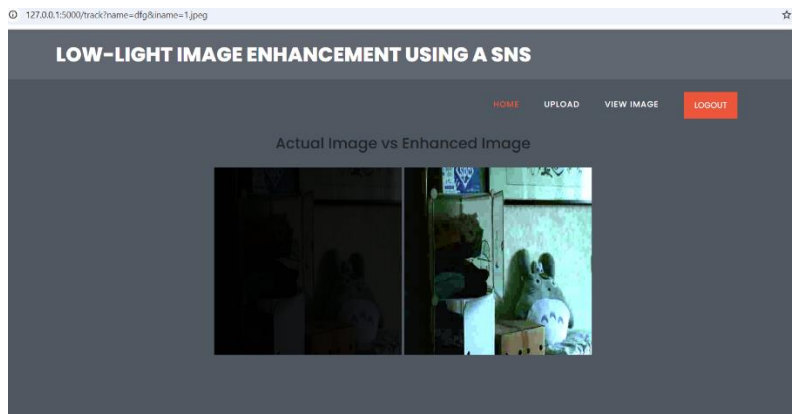 127.0.0.1:5000/track?name=dfg&iname=1.jpeg
LOW-LIGHT IMAGE ENHANCEMENT USING A SNS
HOME UPLOAD VIEW IMAGE LOGOUT
Actual Image vs Enhanced Image